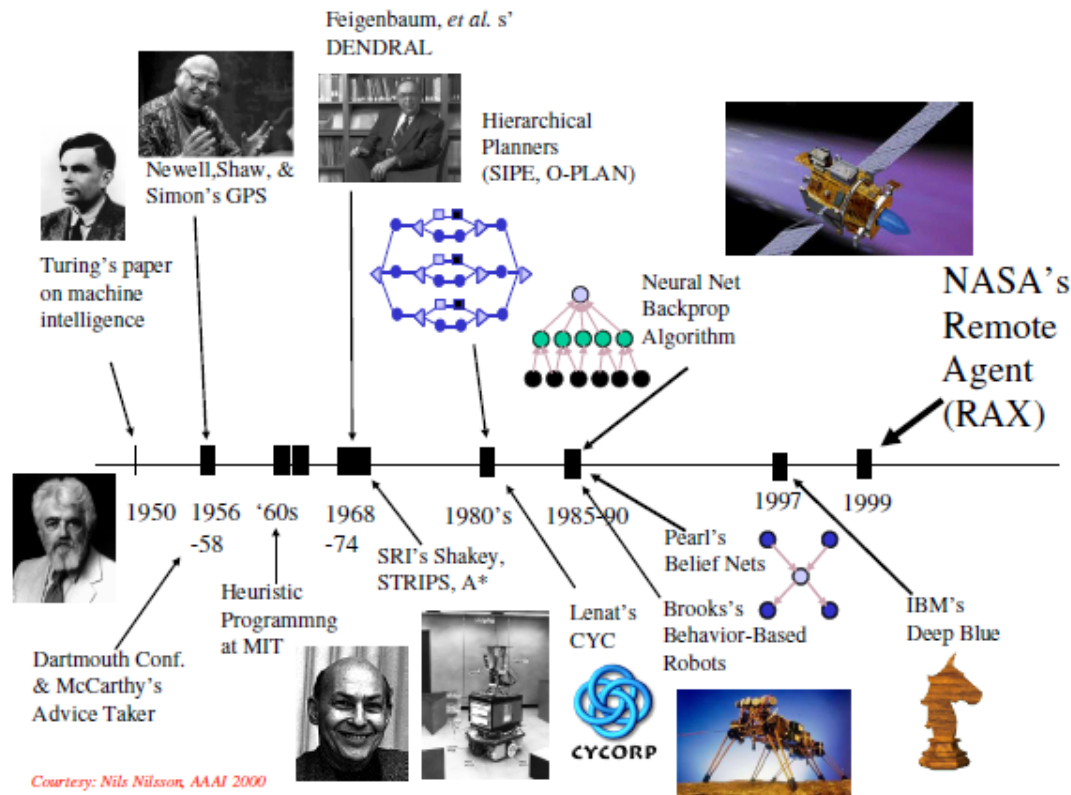 Feigenbaum, et al. s'
DENDRAL
Newell,Shaw, &
Simon's GPS
Hierarchical
Planners
(SIPE, O-PLAN)
Turing's paper
on machine
intelligence
Neural Net
Backprop
Algorithm
NASA's
Remote
Agent
(RAX)
1950
1956
-58
‘60s
1968
-74
1980's
1985-90
1997
1999
SRI's Shakey,
STRIPS, A*
Pearl's
Belief Nets
Heuristic
Programmng
at MIT
Lenat's
CYC
Brooks's
Behavior-Based
Robots
IBM's
Deep Blue
Dartmouth Conf.
& McCarthy's
Advice Taker
CYCORP
Courtesy: Nils Nilsson, AAAI 2000